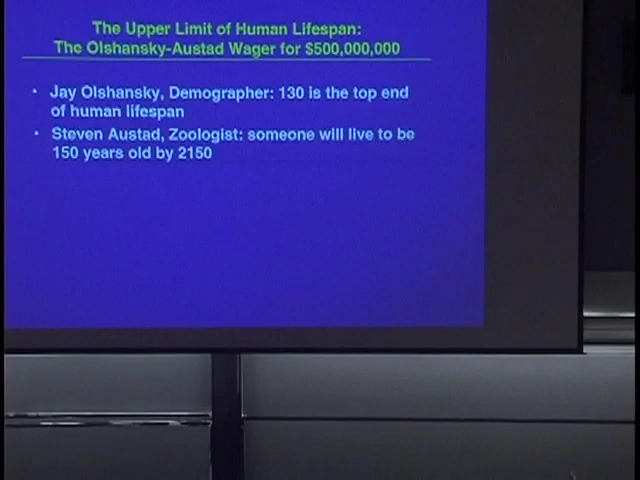 The Upper Limit of Human Lifespan:
The Olshansky-Austad Wager for $500,000,000
• Jay Olshansky, Demographer: 130 is the top end
of human lifespan
• Steven Austad, Zoologist: someone will live to be
150 years old by 2150